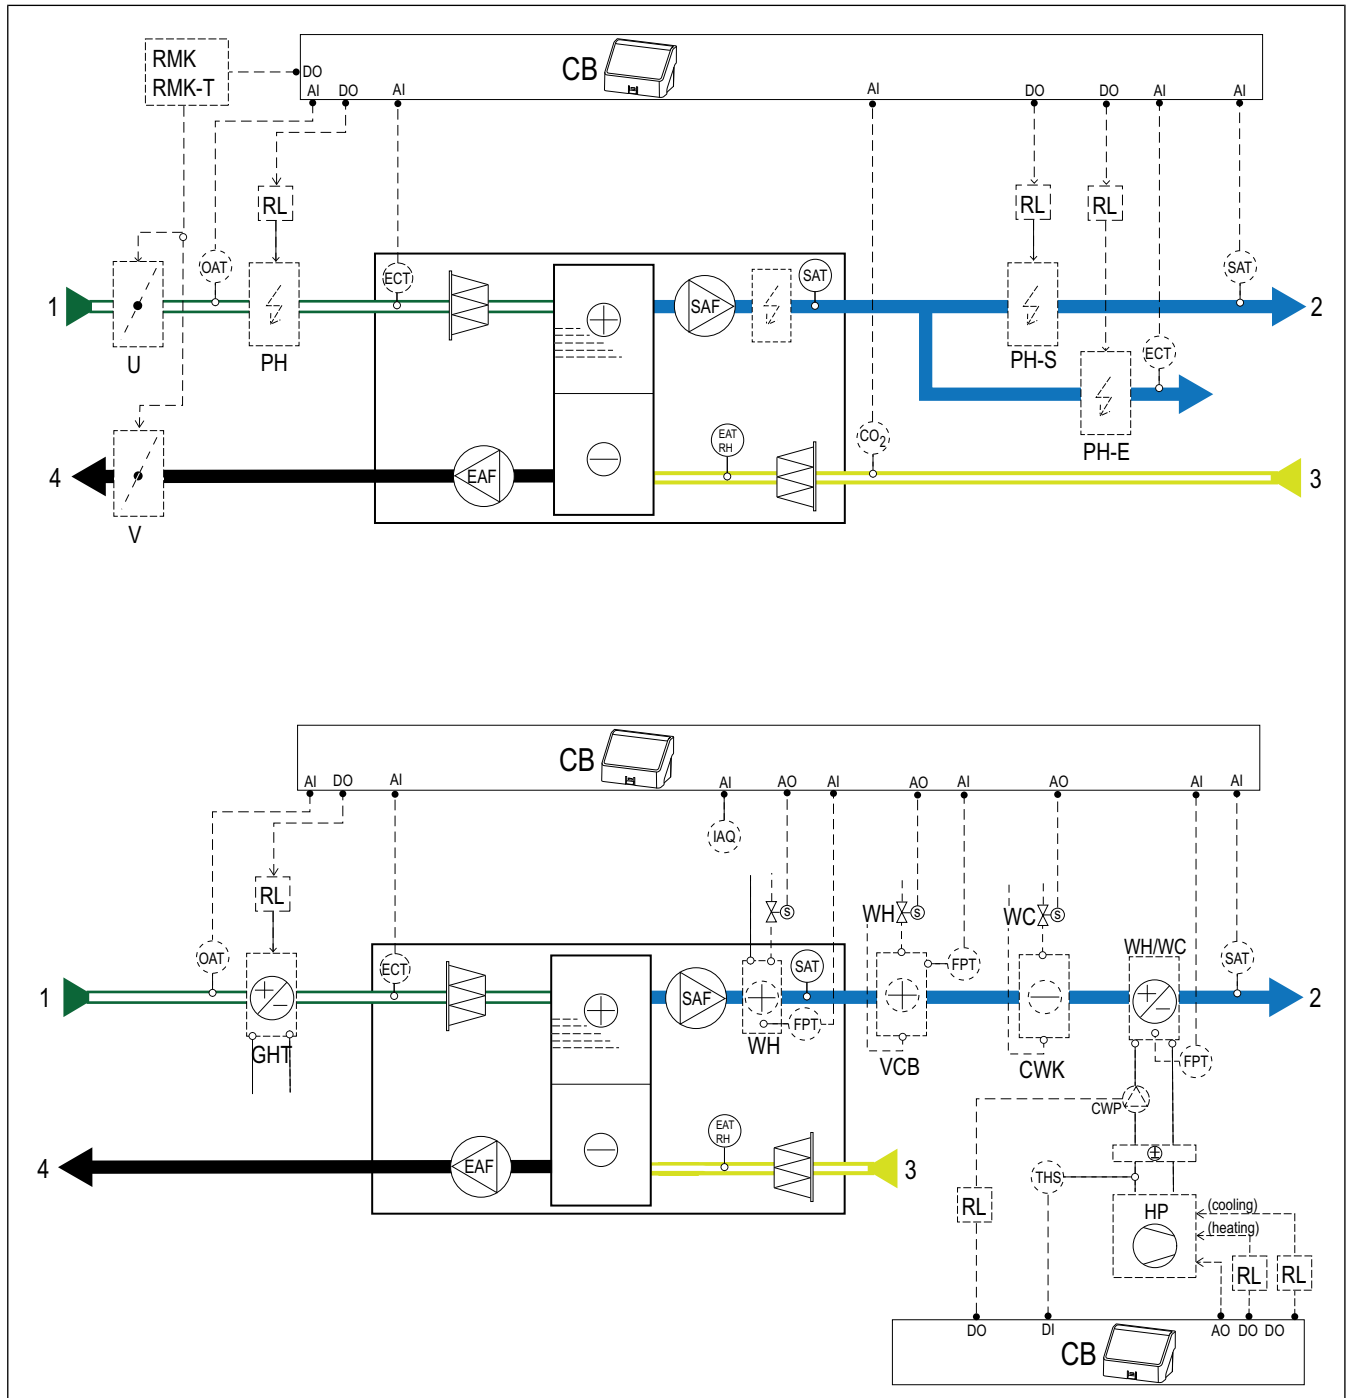 RMK
RMK-T
CB
DO
AI
DO
AI
AI
DO
DO
AI
AI
RL
RL
RL
OAT
ECT
SAT
SAT
1
SAF
2
U
PH
PH-S
ECT
PH-E
EAT
RH
CO2
4
EAF
3
V
CB
AI
DO
AI
AI
AO
AI
AO
AI
AO
AI
AI
IAQ
RL
S
WH
S
WC
S
OAT
ECT
SAT
FPT
WH/WC
SAT
1
SAF
2
FPT
GHT
WH
VCB
CWK
FPT
CWP
EAT
RH
4
EAF
3
THS
RL
HP
(cooling)
(heating)
RL
RL
DO
DI
AO
DO
DO
CB